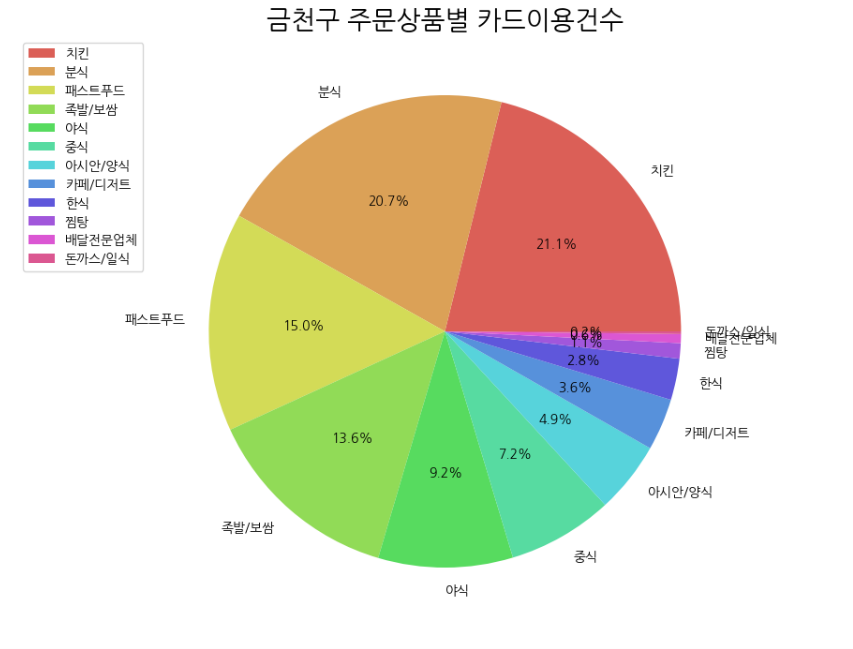 금천구 주문상품별 카드이용건수
치킨
분식
패스트푸드
족발/보쌈
야식
중식
아시안/양식
카페/디저트
한식
찜탕
배달전문업체
돈까스/일식
분식
치킨
20.7%
21.1%
패스트푸드
15.0%
돈까스/일식
0.6%
배달전문업체
1.1%
찜탕
2.8%
한식
3.6%
카페/디저트
4.9%
아시안/양식
13.6%
7.2%
9.2%
족발/보쌈
중식
야식